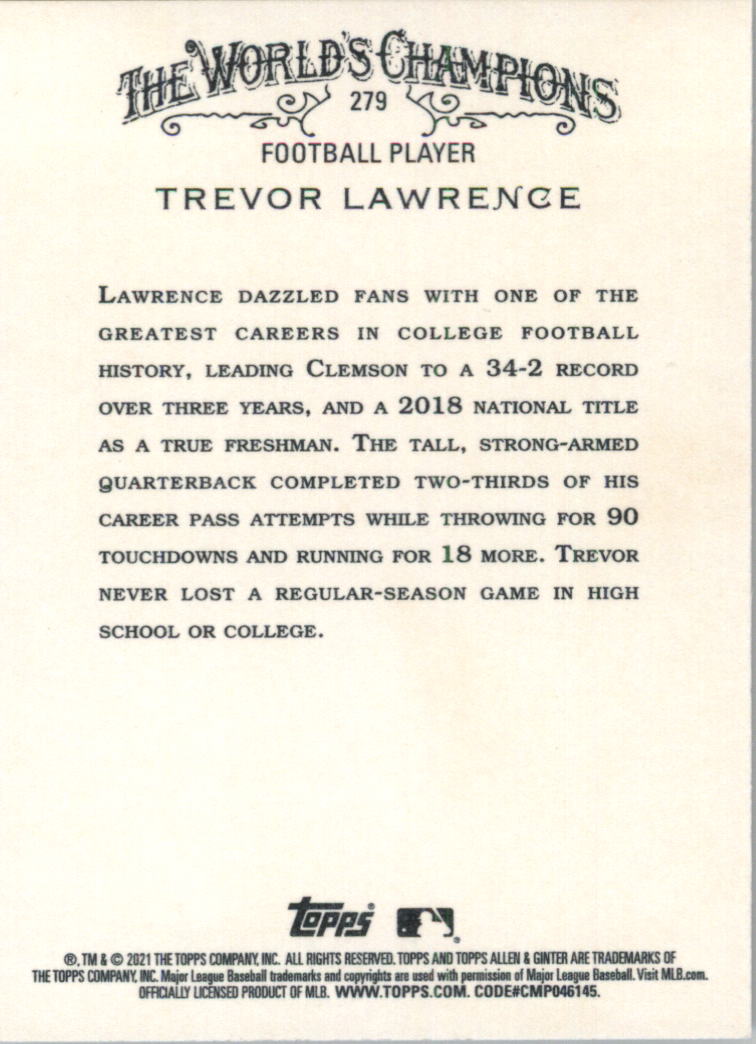 THE WORLD'S CHAMPIONS
279
FOOTBALL PLAYER
TREVOR LAWRENCE
LAWRENCE DAZZLED FANS WITH ONE OF THE
GREATEST CAREERS IN COLLEGE FOOTBALL
HISTORY, LEADING CLEMSON TO A 34-2 RECORD
OVER THREE YEARS, AND A 2018 NATIONAL TITLE
AS A TRUE FRESHMAN. THE TALL, STRONG-ARMED
QUARTERBACK COMPLETED TWO-THIRDS OF HIS
CAREER PASS ATTEMPTS WHILE THROWING FOR 90
TOUCHDOWNS AND RUNNING FOR 18 MORE. TREVOR
NEVER LOST A REGULAR-SEASON GAME IN HIGH
SCHOOL OR COLLEGE.
topps®
®, TM & © 2021 THE TOPPS COMPANY, INC. ALL RIGHTS RESERVED. TOPPS AND TOPPS ALLEN & GINTER ARE TRADEMARKS OF
THE TOPPS COMPANY, INC. Major League Baseball trademarks and copyrights are used with permission of Major League Baseball. Visit MLB.com.
OFFICIALLY LICENSED PRODUCT OF MLB. WWW.TOPPS.COM. CODE#CMP046145.